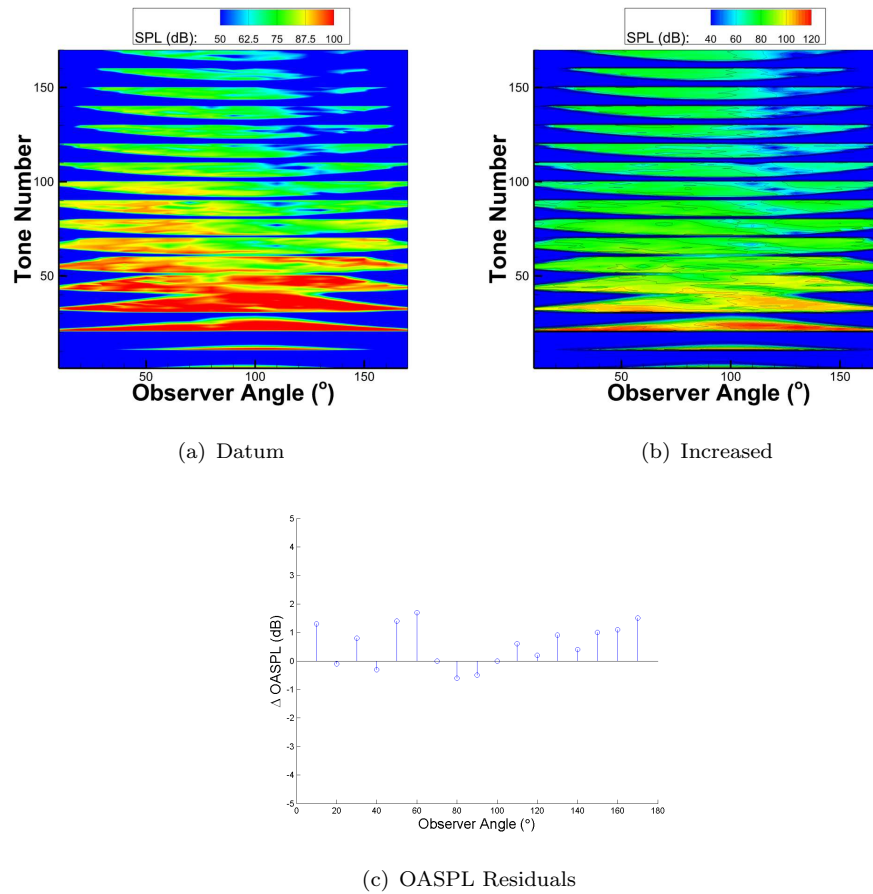 SPL (dB): 50 62.5 75 87.5 100
SPL (dB): 40 60 80 100 120
150
100
50
Tone Number
50 100 150
Observer Angle (o)
150
100
50
Tone Number
50 100 150
Observer Angle (o)
(a) Datum
(b) Increased
5
4
3
2
1
0
-1
-2
-3
-4
-5
Δ OASPL (dB)
0 20 40 60 80 100 120 140 160 180
Observer Angle (°)
(c) OASPL Residuals